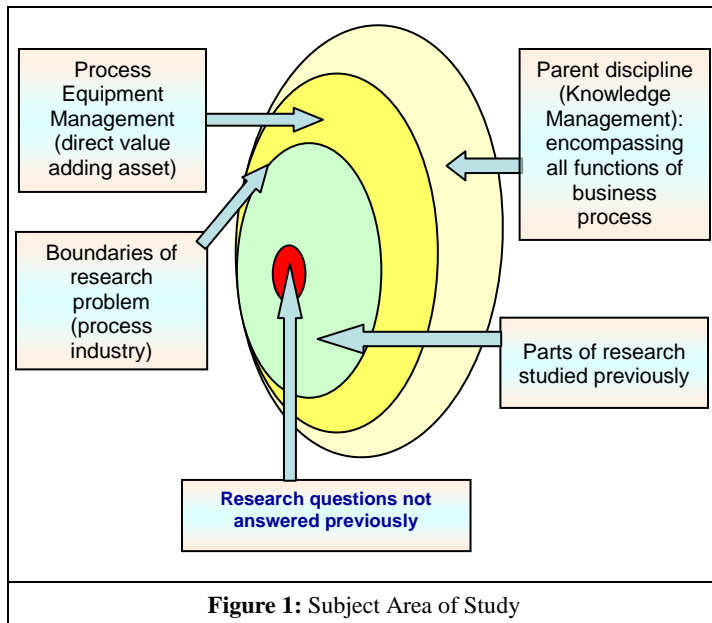 Process
Equipment
Management
(direct value
adding asset)
Parent discipline
(Knowledge
Management):
encompassing
all functions of
business
process
Boundaries of
research
problem
(process
industry)
Parts of research
studied previously
Research questions not
answered previously
Figure 1: Subject Area of Study